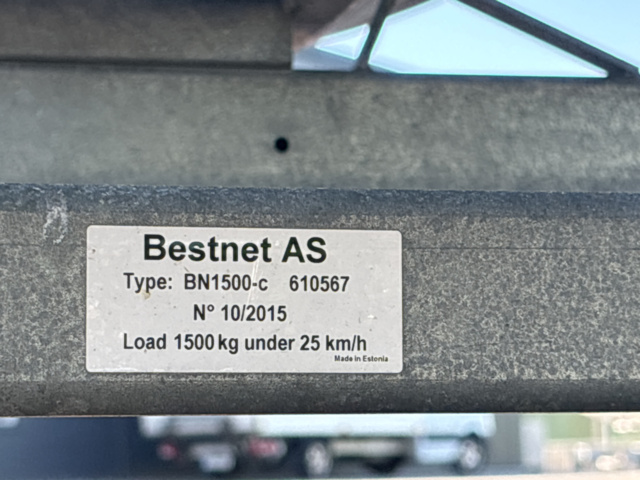 Bestnet AS
Type: BN1500-c 610567
N° 10/2015
Load 1500 kg under 25 km/h
Made in Estonia